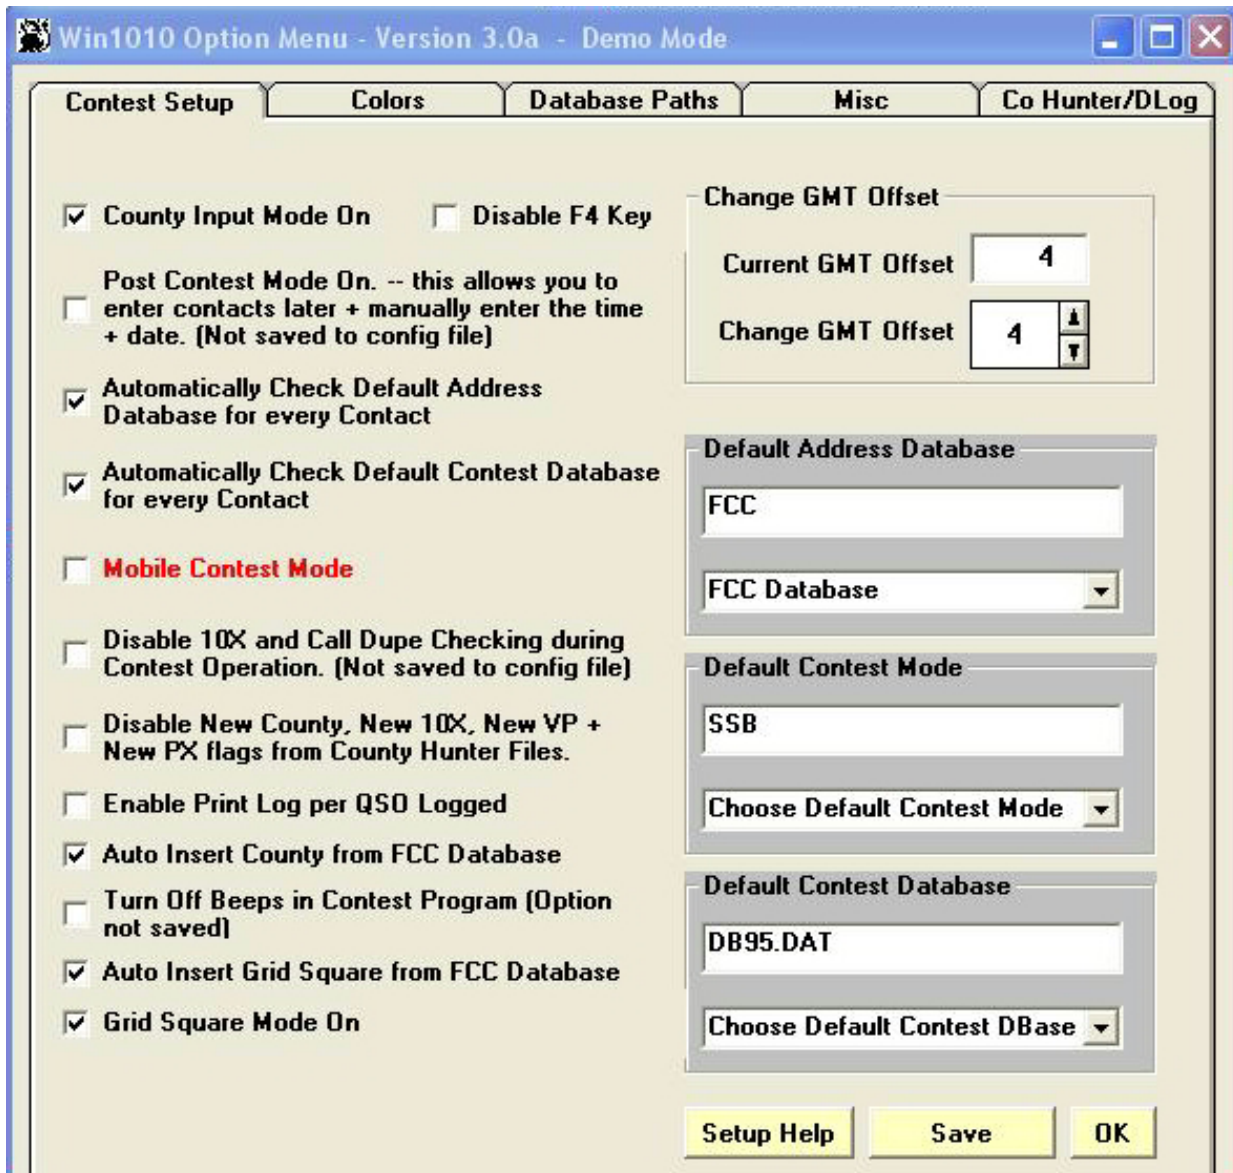 Win1010 Option Menu - Version 3.0a - Demo Mode
Contest Setup
Colors
Database Paths
Misc
Co Hunter/DLog
County Input Mode On
Disable F4 Key
Post Contest Mode On. -- this allows you to
enter contacts later + manually enter the time
+ date. (Not saved to config file)
Automatically Check Default Address
Database for every Contact
Automatically Check Default Contest Database
for every Contact
Mobile Contest Mode
Disable 10X and Call Dupe Checking during
Contest Operation. (Not saved to config file)
Disable New County, New 10X, New VP +
New PX flags from County Hunter Files.
Enable Print Log per QSO Logged
Auto Insert County from FCC Database
Turn Off Beeps in Contest Program (Option
not saved)
Auto Insert Grid Square from FCC Database
Grid Square Mode On
Change GMT Offset
Current GMT Offset
4
Change GMT Offset
4
Default Address Database
FCC
FCC Database
Default Contest Mode
SSB
Choose Default Contest Mode
Default Contest Database
DB95.DAT
Choose Default Contest DBase
Setup Help
Save
OK